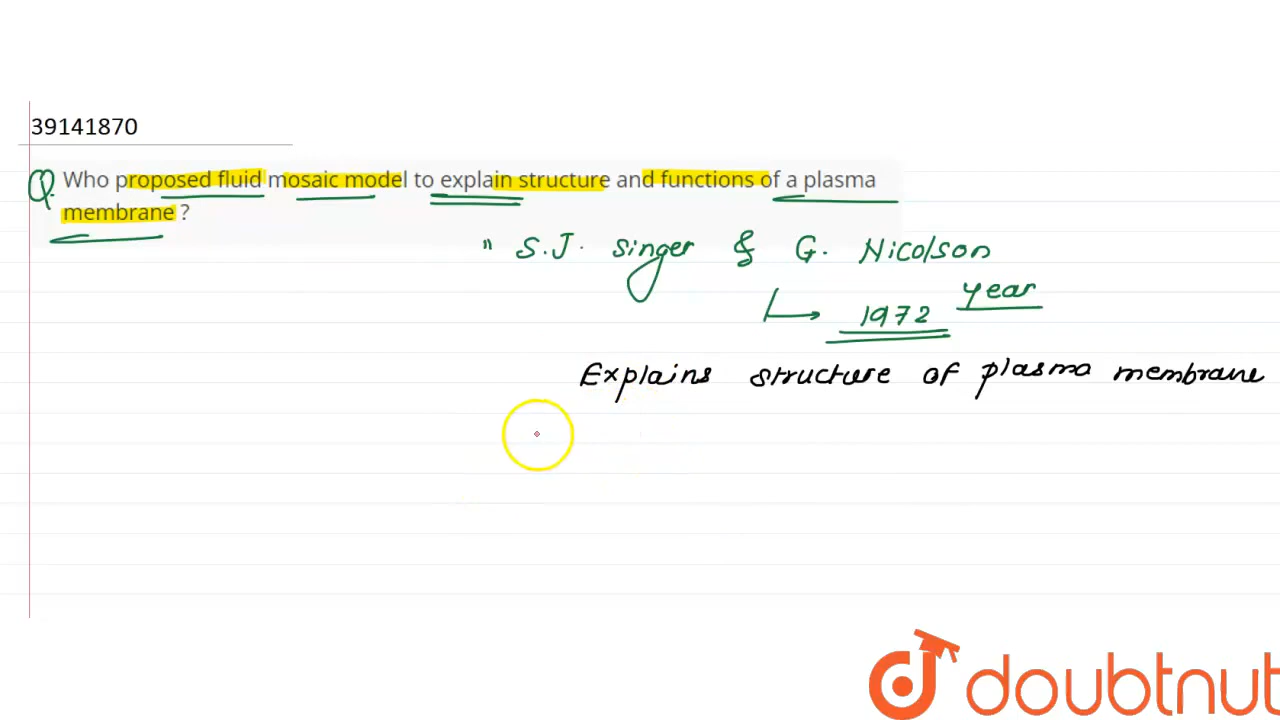 39141870
Q. Who proposed fluid mosaic model to explain structure and functions of a plasma
membrane ?
" S.J. Singer & G. Nicolson
1972 year
Explains structure of plasma membrane
doubtnut